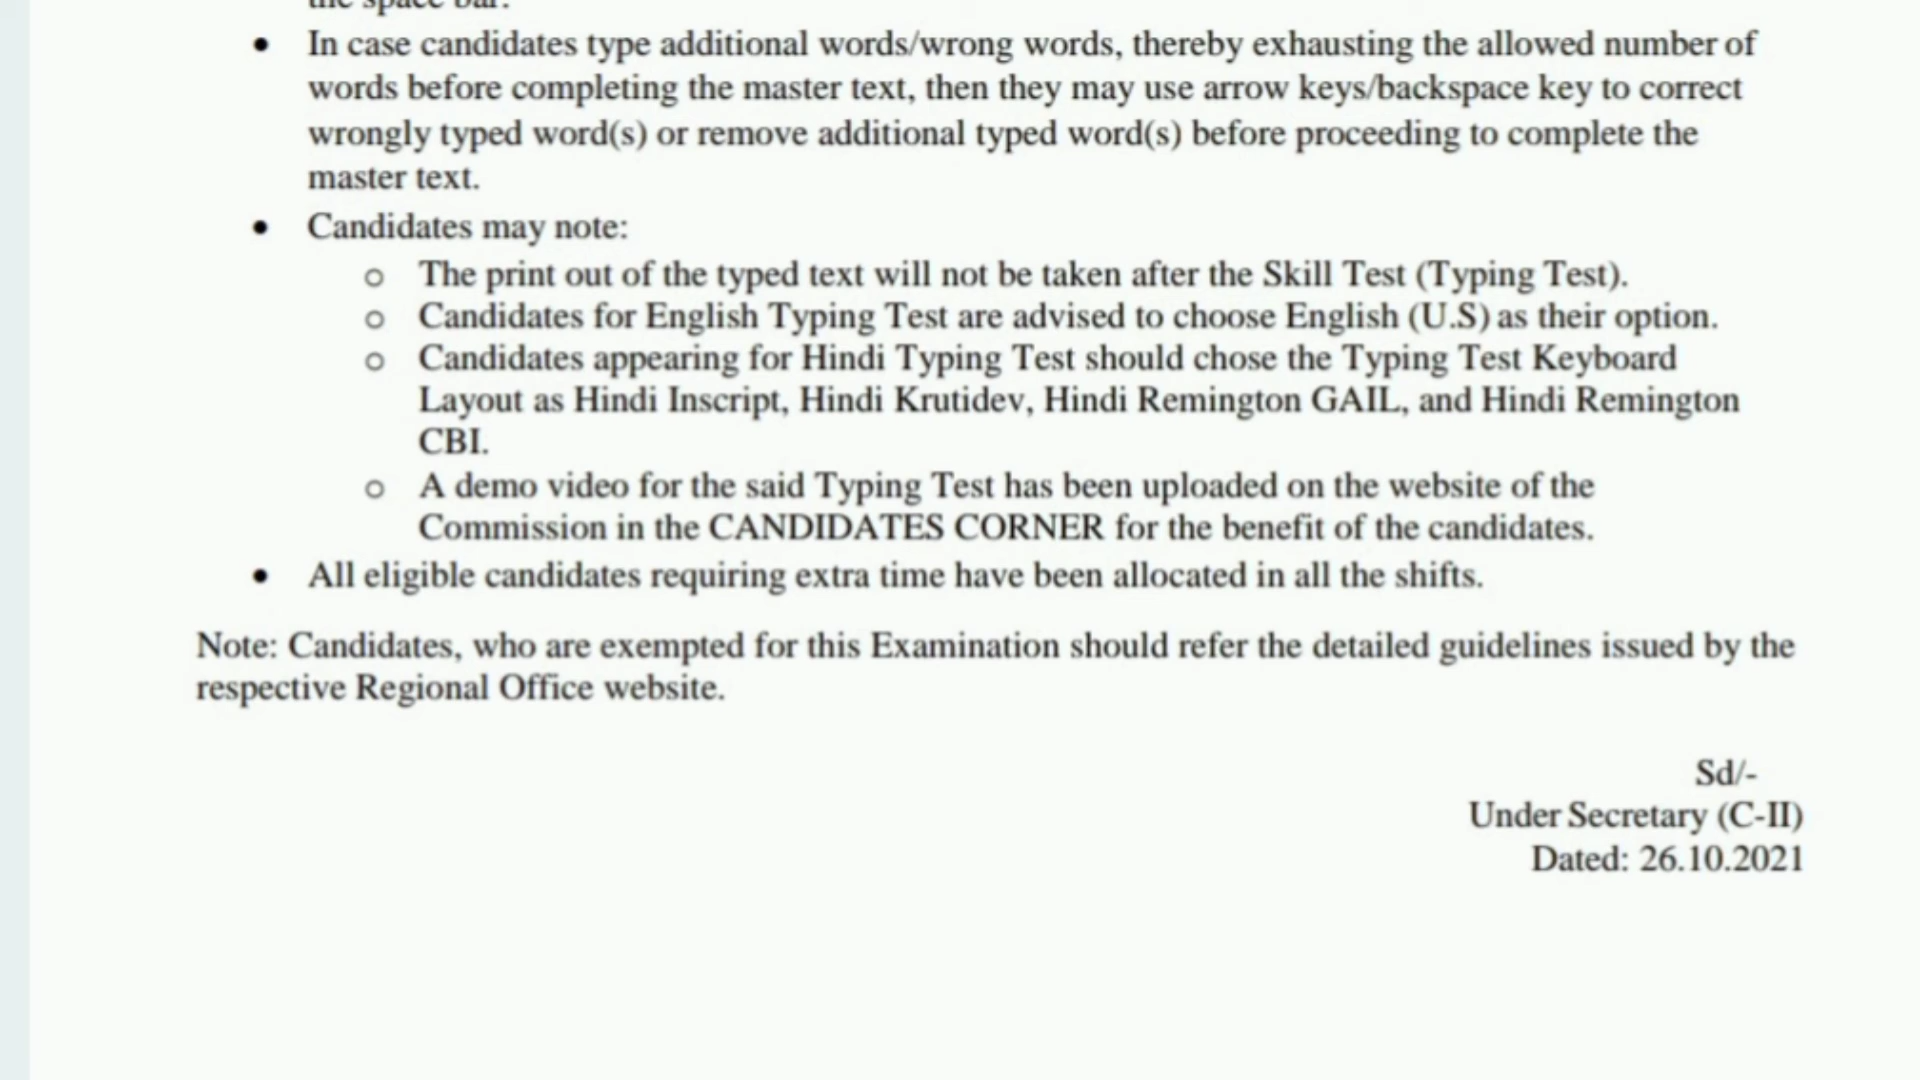 the space bar.
• In case candidates type additional words/wrong words, thereby exhausting the allowed number of
words before completing the master text, then they may use arrow keys/backspace key to correct
wrongly typed word(s) or remove additional typed word(s) before proceeding to complete the
master text.
• Candidates may note:
o The print out of the typed text will not be taken after the Skill Test (Typing Test).
o Candidates for English Typing Test are advised to choose English (U.S) as their option.
o Candidates appearing for Hindi Typing Test should chose the Typing Test Keyboard
Layout as Hindi Inscript, Hindi Krutidev, Hindi Remington GAIL, and Hindi Remington
CBI.
o A demo video for the said Typing Test has been uploaded on the website of the
Commission in the CANDIDATES CORNER for the benefit of the candidates.
• All eligible candidates requiring extra time have been allocated in all the shifts.
Note: Candidates, who are exempted for this Examination should refer the detailed guidelines issued by the
respective Regional Office website.
Sd/-
Under Secretary (C-II)
Dated: 26.10.2021